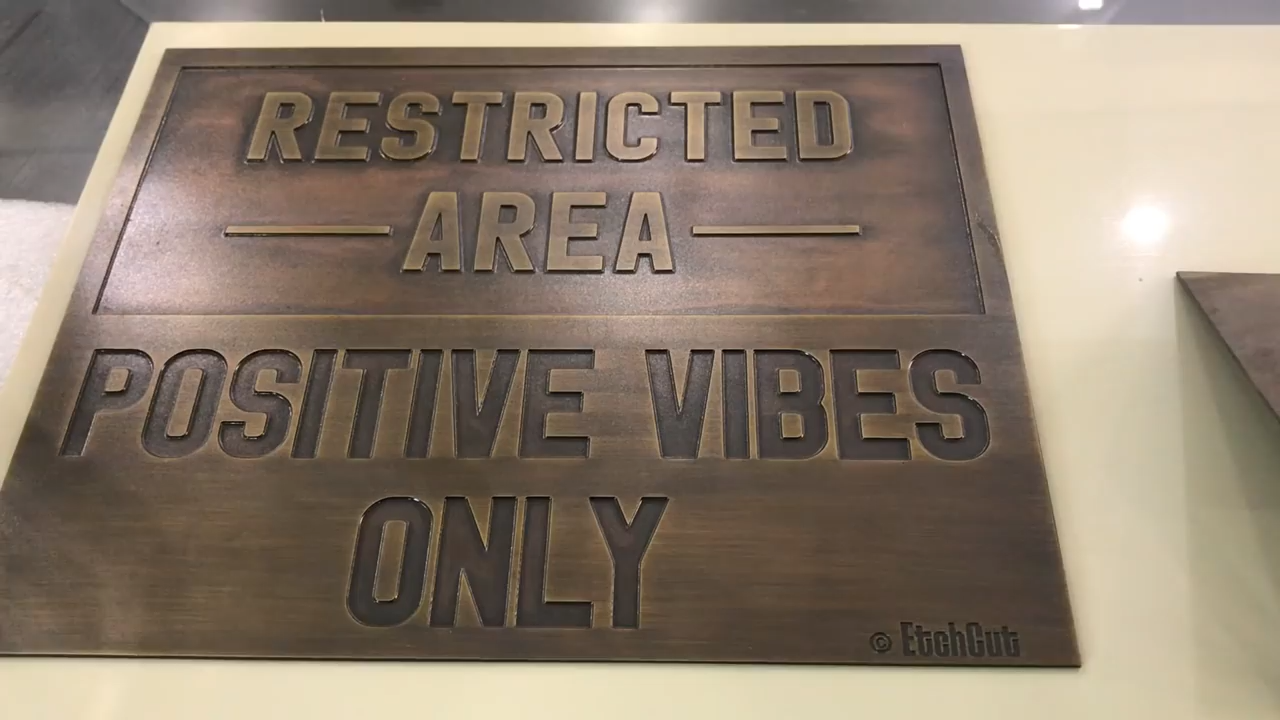 RESTRICTED
AREA
POSITIVE VIBES
ONLY
© EtchCut